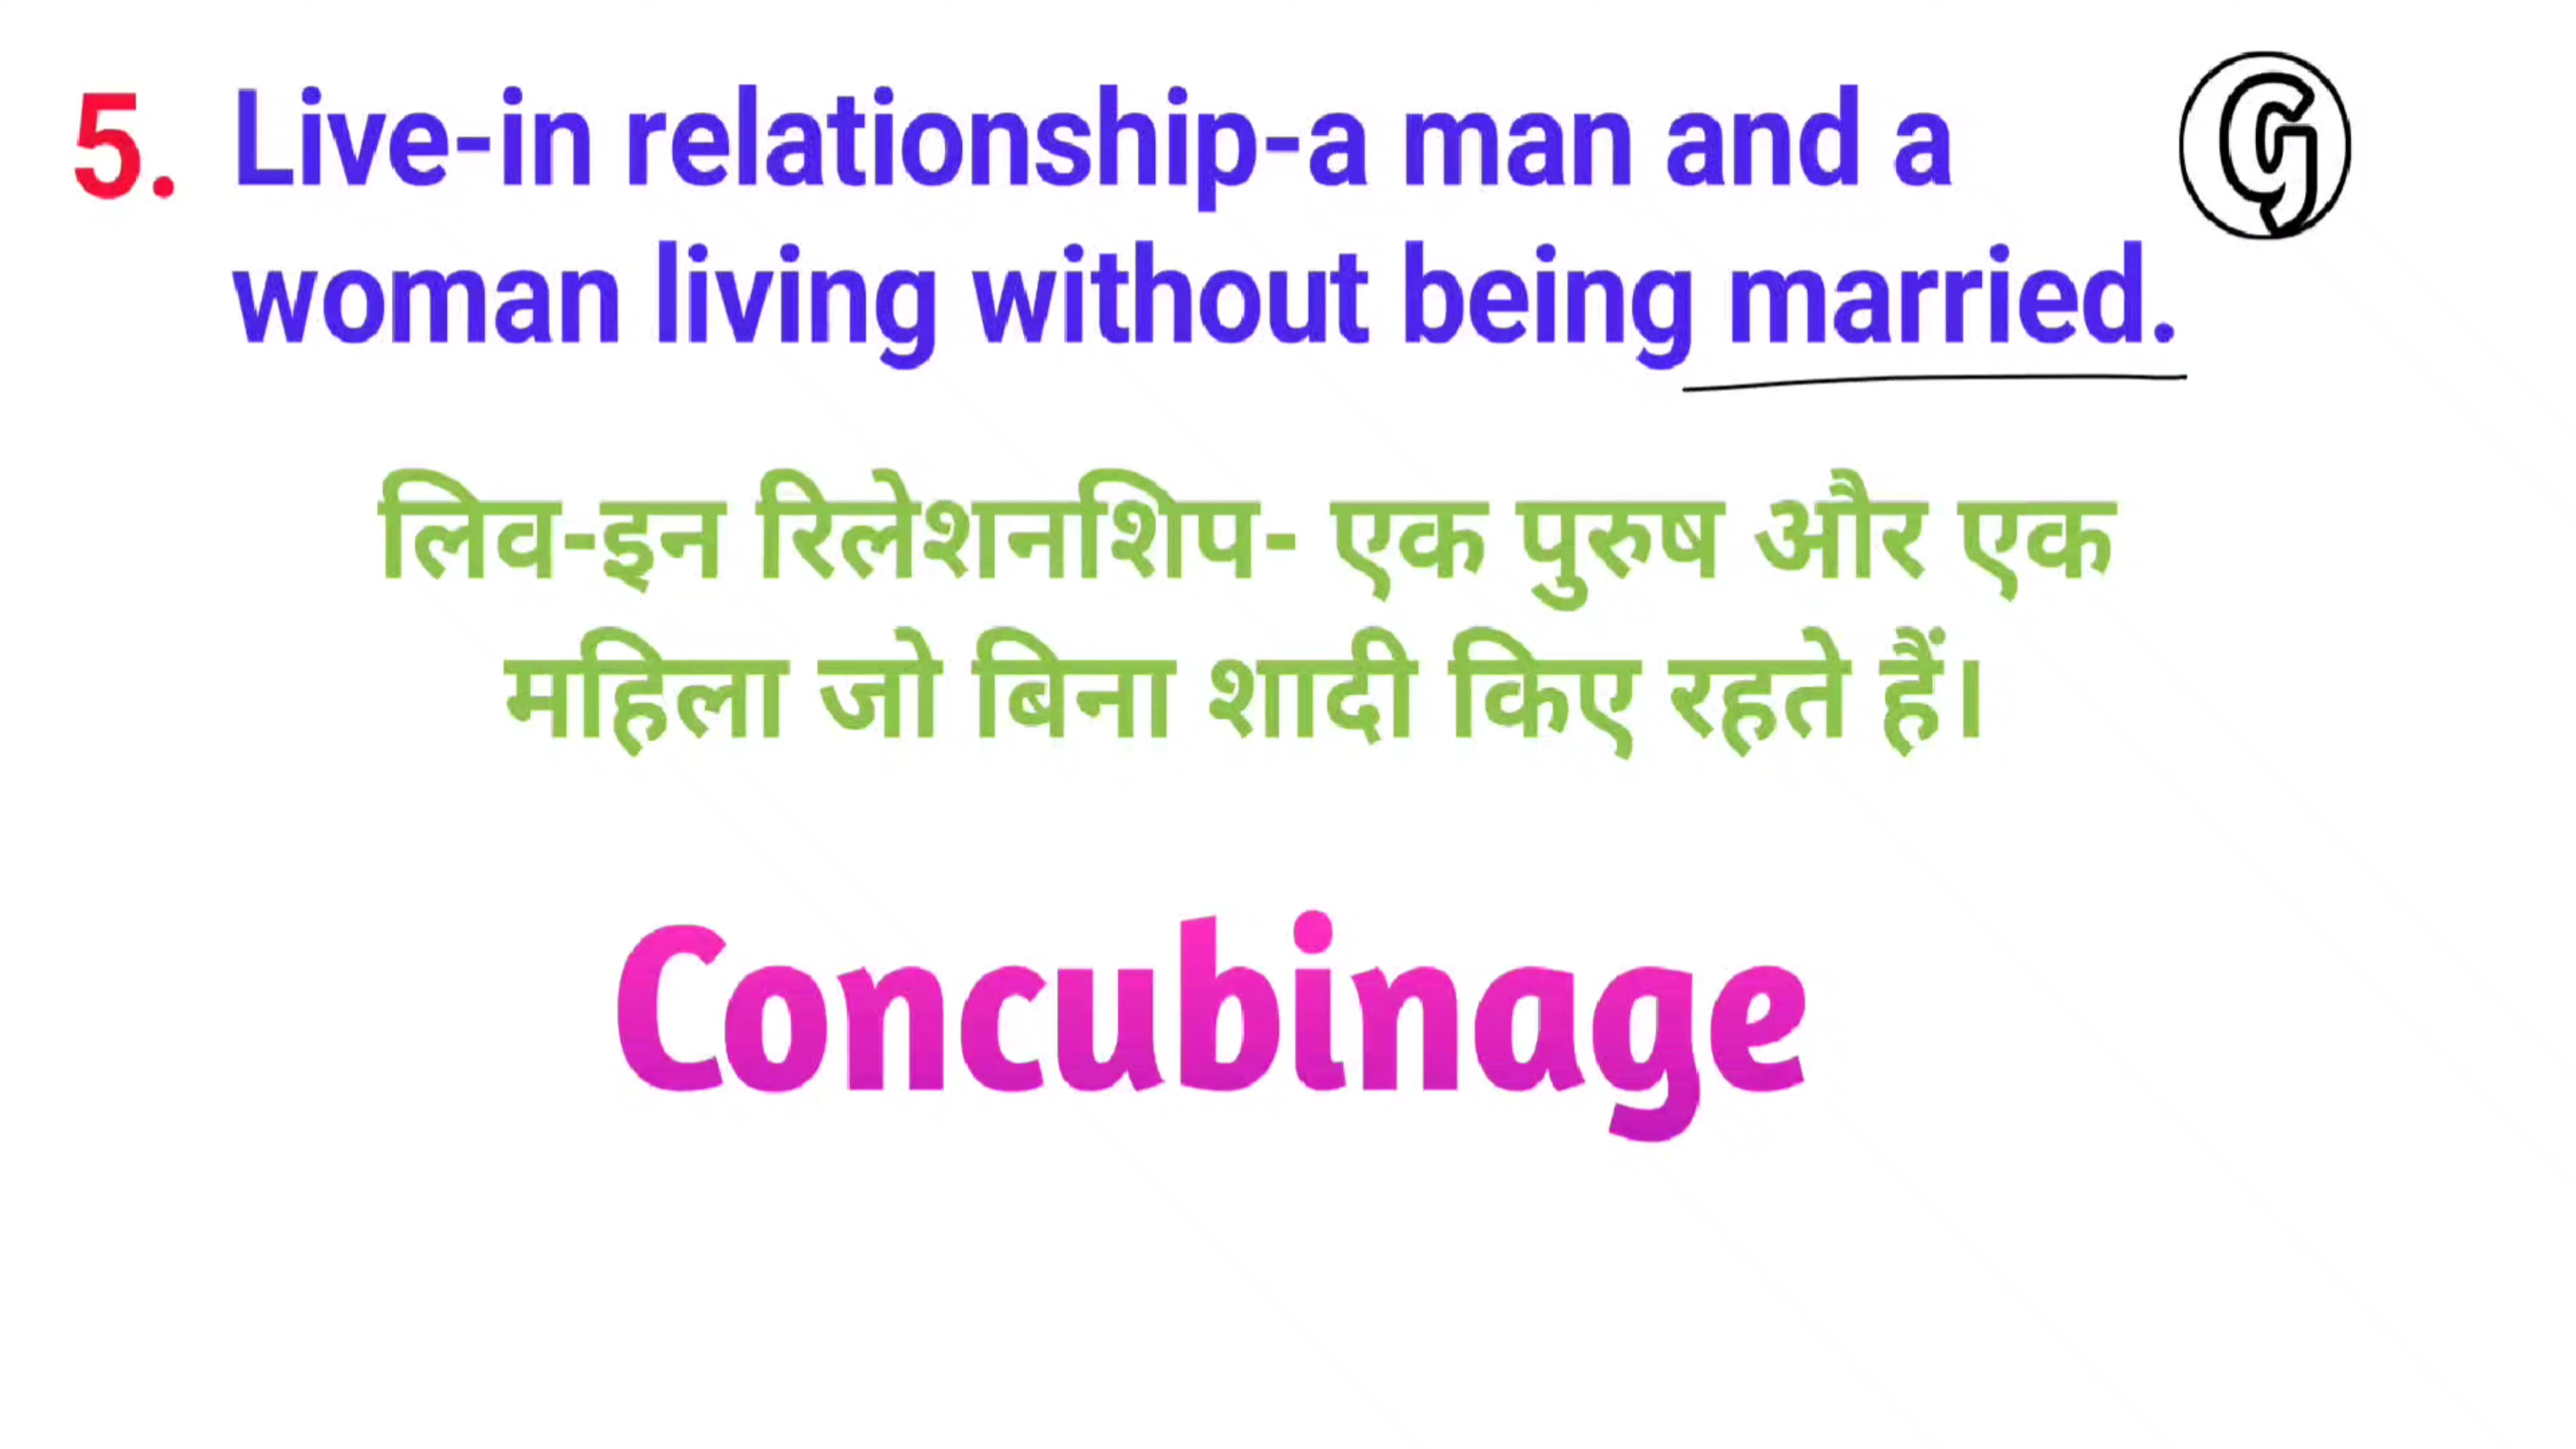 5. Live-in relationship-a man and a
woman living without being married.
G
लिव-इन रिलेशनशिप- एक पुरुष और एक
महिला जो बिना शादी किए रहते हैं।
Concubinage